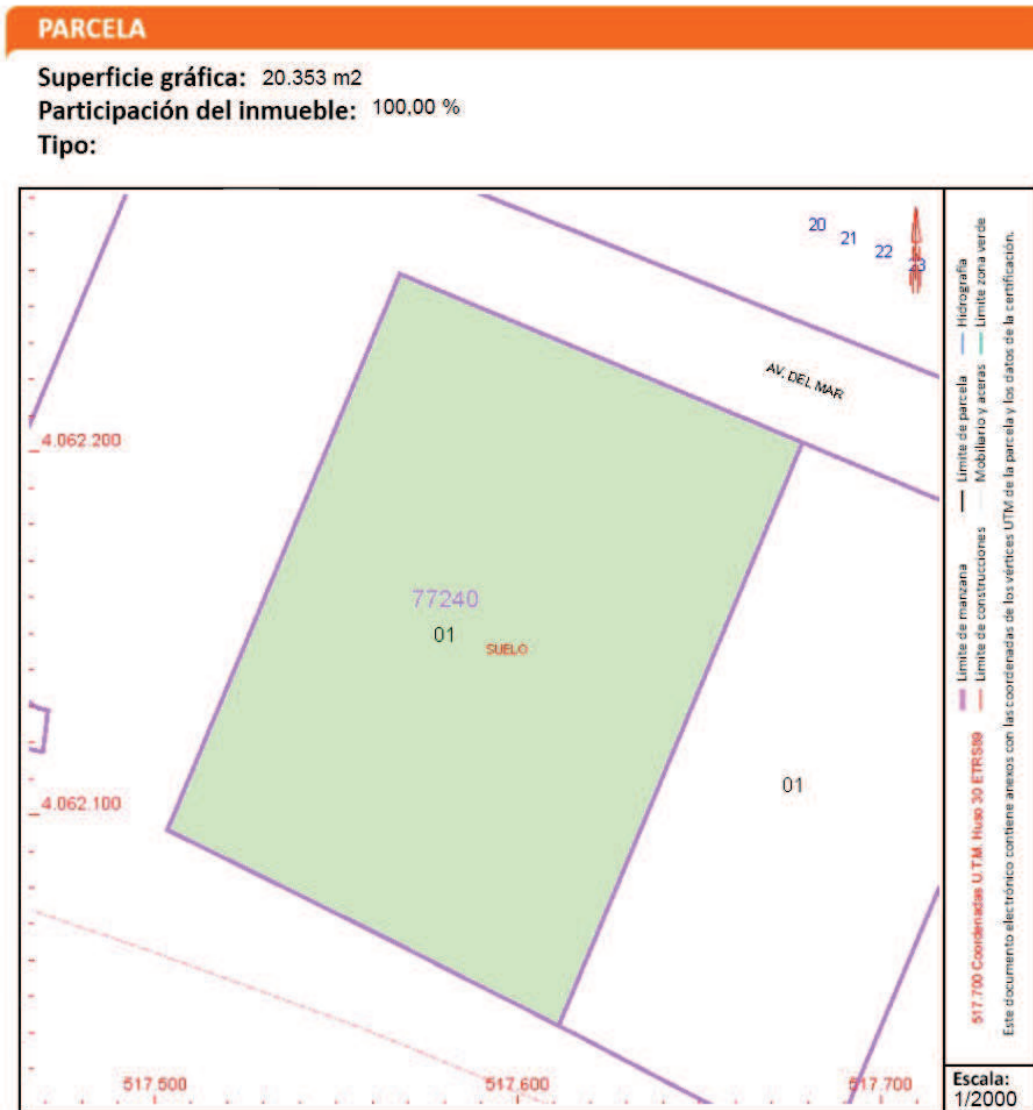 PARCELA
Superficie gráfica: 20.353 m2
Participación del inmueble: 100,00 %
Tipo:
20
21
22
23
AV. DEL MAR
4.062.200
77240
01
SUELO
4.062.100
01
517.500
517.600
517.700
Límite de manzana
Límite de parcela
Hidrografía
517.700 Coordenadas U.T.M. Huso 30 ETRS89
Límite de construcciones
Mobiliario y aceras
Límite zona verde
Este documento electrónico contiene anexos con las coordenadas de los vértices UTM de la parcela y los datos de la certificación.
Escala:
1/2000